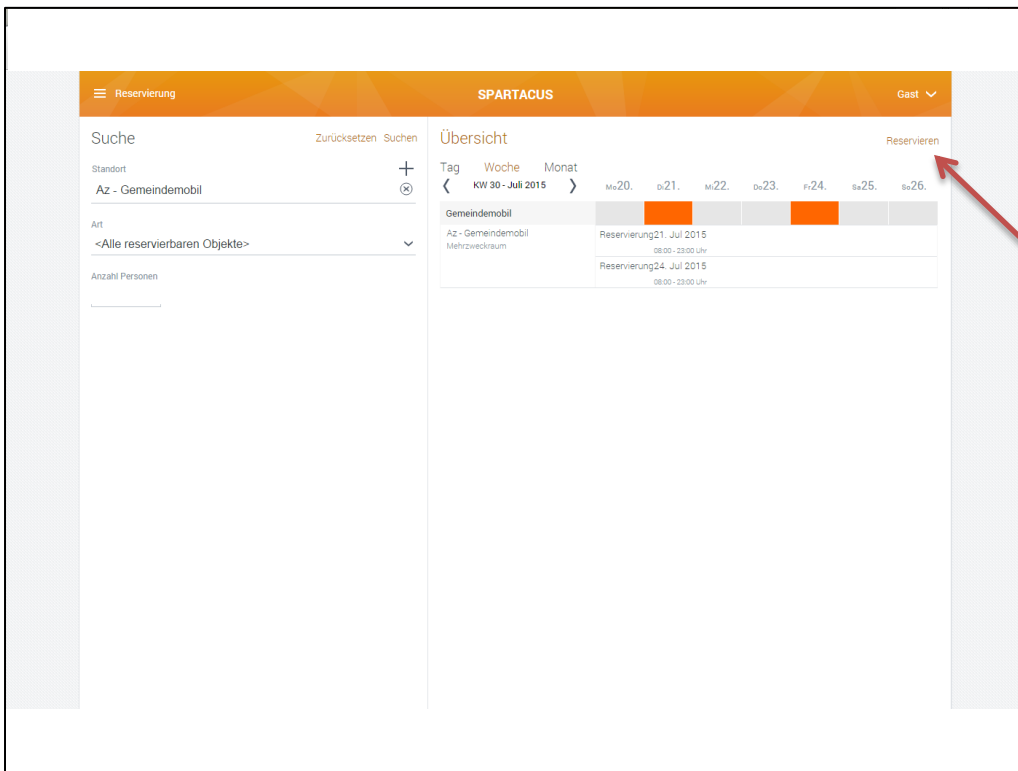 Reservierung
SPARTACUS
Gast
Suche
Zurücksetzen Suchen
Standort
Az - Gemeindemobil
Art
<Alle reservierbaren Objekte>
Anzahl Personen
Übersicht
Reservieren
Tag Woche Monat
KW 30 - Juli 2015
Mo20. Di21. Mi22. Do23. Fr24. Sa25. So26.
Gemeindemobil
Az - Gemeindemobil
Mehrzweckraum
Reservierung21. Jul 2015
08:00 - 23:00 Uhr
Reservierung24. Jul 2015
08:00 - 23:00 Uhr